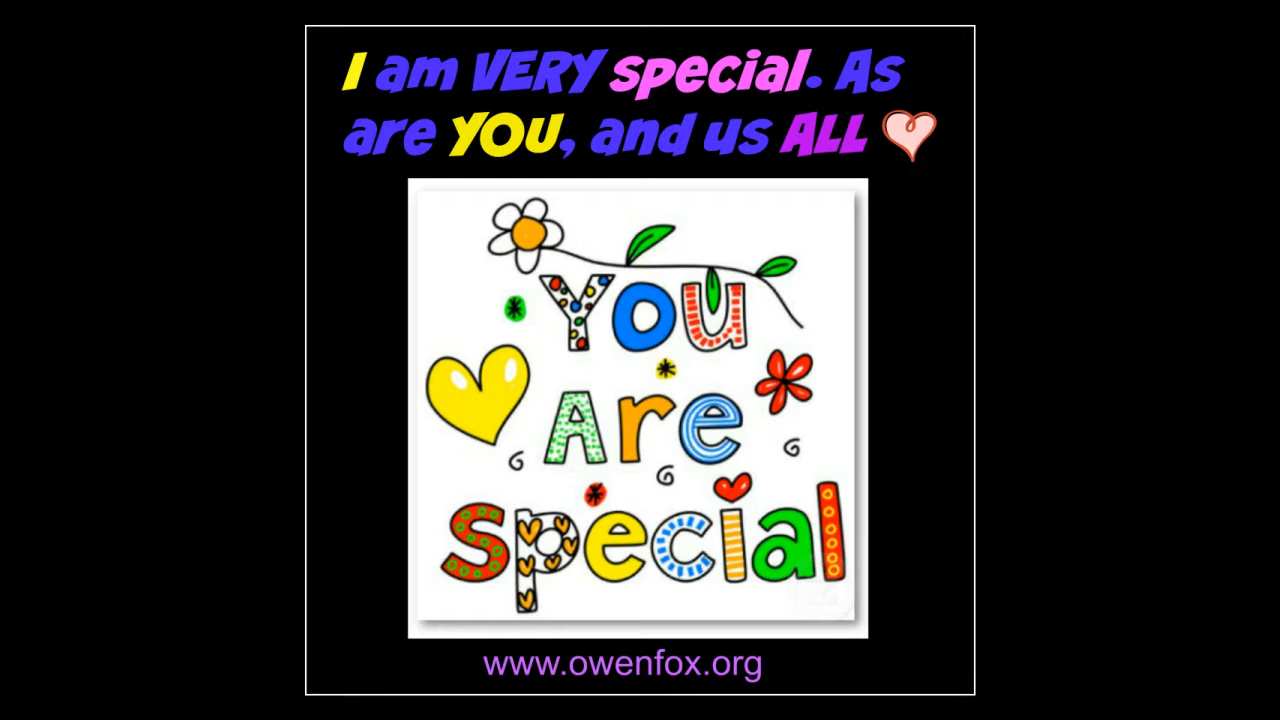 I am VERY special. As
are YOU, and us ALL
You
Are
Special
www.owenfox.org